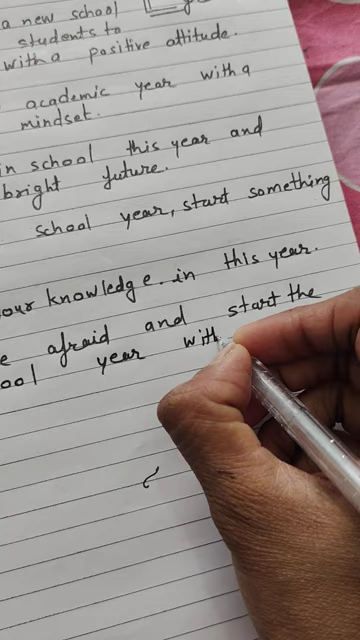 a new school
students to
with a positive attitude.
academic year with a
mindset.
in school this year and
bright future.
school year, start something
our knowledge. in this year.
e afraid and start the
ool year with